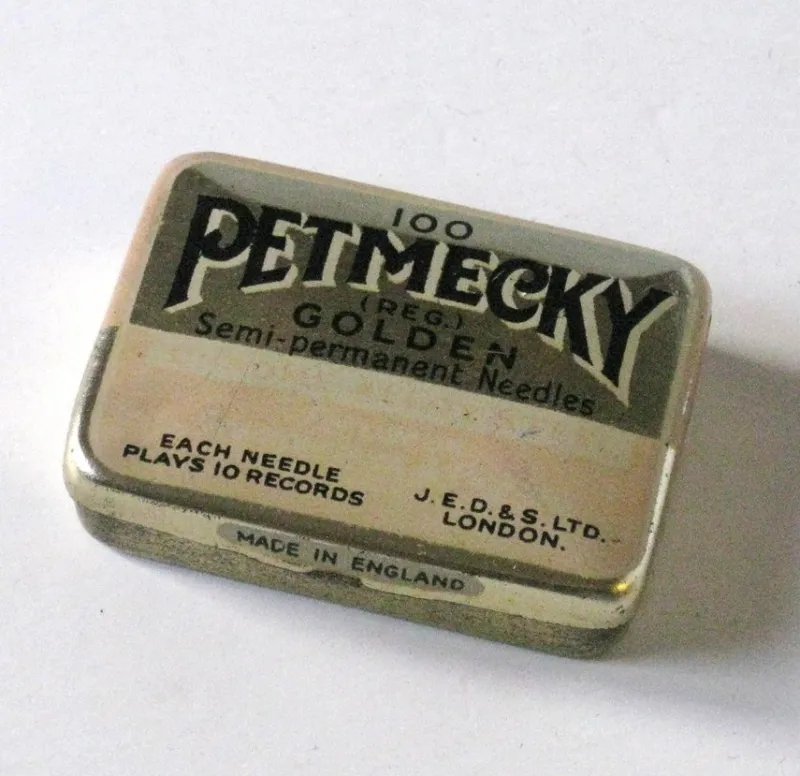 100
PETMECKY
(REG.)
GOLDEN
Semi-permanent Needles
EACH NEEDLE
PLAYS 10 RECORDS
J.E.D.&S.LTD.
LONDON.
MADE IN ENGLAND